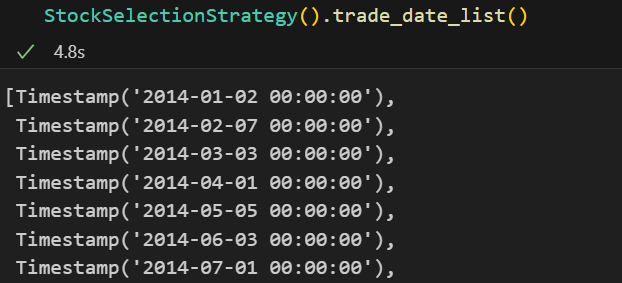 StockSelectionStrategy().trade_date_list()
✓ 4.8s
[Timestamp('2014-01-02 00:00:00'),
Timestamp('2014-02-07 00:00:00'),
Timestamp('2014-03-03 00:00:00'),
Timestamp('2014-04-01 00:00:00'),
Timestamp('2014-05-05 00:00:00'),
Timestamp('2014-06-03 00:00:00'),
Timestamp('2014-07-01 00:00:00'),